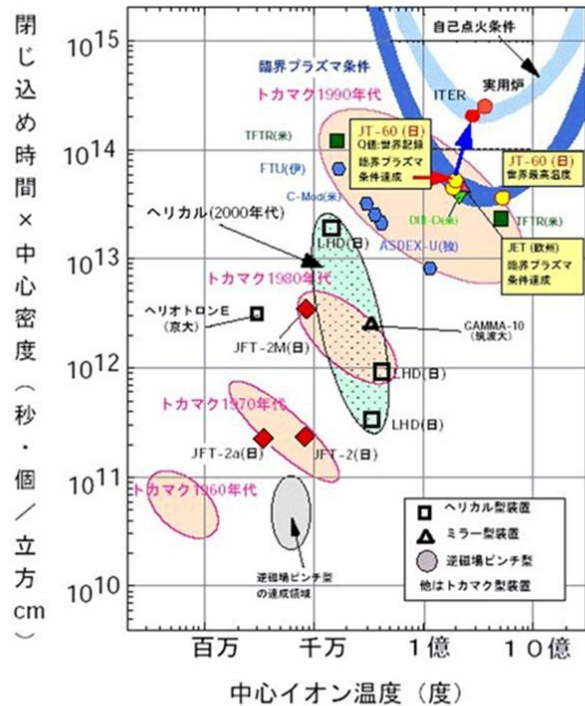 閉じ込め時間×中心密度（秒・個／立方cm）
10¹⁵
10¹⁴
10¹³
10¹²
10¹¹
10¹⁰
自己点火条件
臨界プラズマ条件
ITER
実用炉
トカマク1990年代
TFTR(米)
JT-60 (日)
Q値:世界記録
臨界プラズマ
条件達成
JT-60 (日)
世界最高温度
FTU(伊)
C-Mod(米)
DIII-D(米)
TFTR(米)
ヘリカル(2000年代)
LHD(日)
ASDEX-U(独)
JET (欧州)
臨界プラズマ
条件達成
トカマク1980年代
ヘリオトロンE
(京大)
JFT-2M(日)
GAMMA-10
(筑波大)
LHD(日)
トカマク1970年代
LHD(日)
JFT-2a(日)
JFT-2(日)
トカマク1960年代
逆磁場ピンチ型
の達成領域
ヘリカル型装置
ミラー型装置
逆磁場ピンチ型
他はトカマク型装置
百万
千万
1億
10億
中心イオン温度（度）